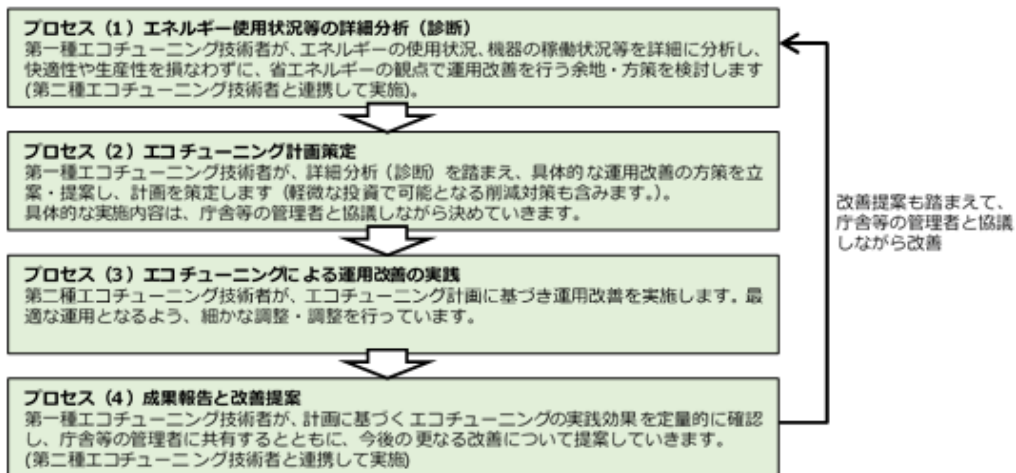 プロセス（1）エネルギー使用状況等の詳細分析（診断）
第一種エコチューニング技術者が、エネルギーの使用状況、機器の稼働状況等を詳細に分析し、
快適性や生産性を損なわずに、省エネルギーの観点で運用改善を行う余地・方策を検討します
(第二種エコチューニング技術者と連携して実施)。
プロセス（2）エコチューニング計画策定
第一種エコチューニング技術者が、詳細分析（診断）を踏まえ、具体的な運用改善の方策を立
案・提案し、計画を策定します（軽微な投資で可能となる削減対策も含みます。）。
具体的な実施内容は、庁舎等の管理者と協議しながら決めていきます。
プロセス（3）エコチューニングによる運用改善の実践
第二種エコチューニング技術者が、エコチューニング計画に基づき運用改善を実施します。最
適な運用となるよう、細かな調整・調整を行っています。
プロセス（4）成果報告と改善提案
第一種エコチューニング技術者が、計画に基づくエコチューニングの実践効果を定量的に確認
し、庁舎等の管理者に共有するとともに、今後の更なる改善について提案していきます。
(第二種エコチューニング技術者と連携して実施)
改善提案も踏まえて、
庁舎等の管理者と協議
しながら改善